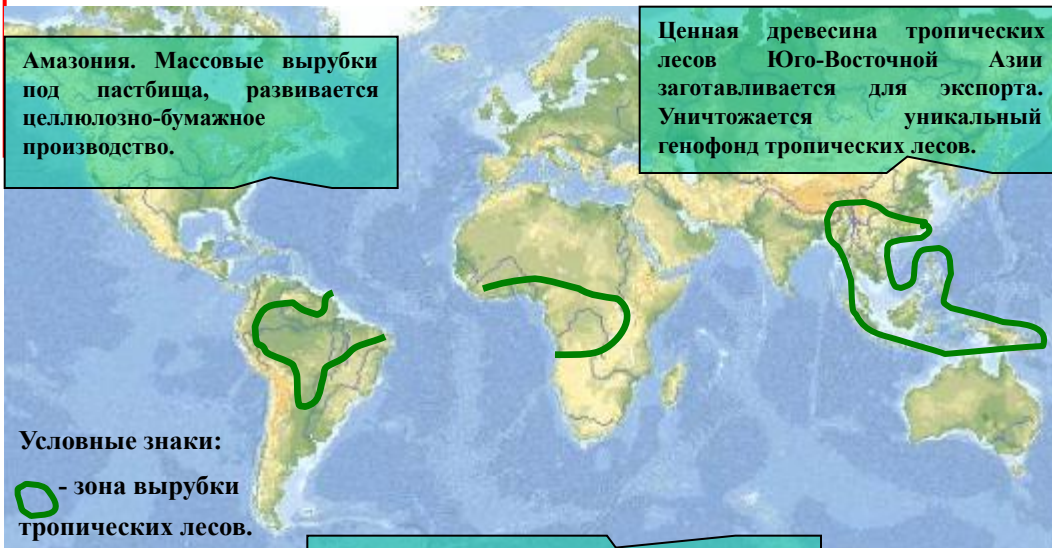 Амазония. Массовые вырубки
под пастбища, развивается
целлюлозно-бумажное
производство.
Ценная древесина тропических
лесов Юго-Восточной Азии
заготавливается для экспорта.
Уничтожается уникальный
генофонд тропических лесов.
Условные знаки:
- зона вырубки
тропических лесов.